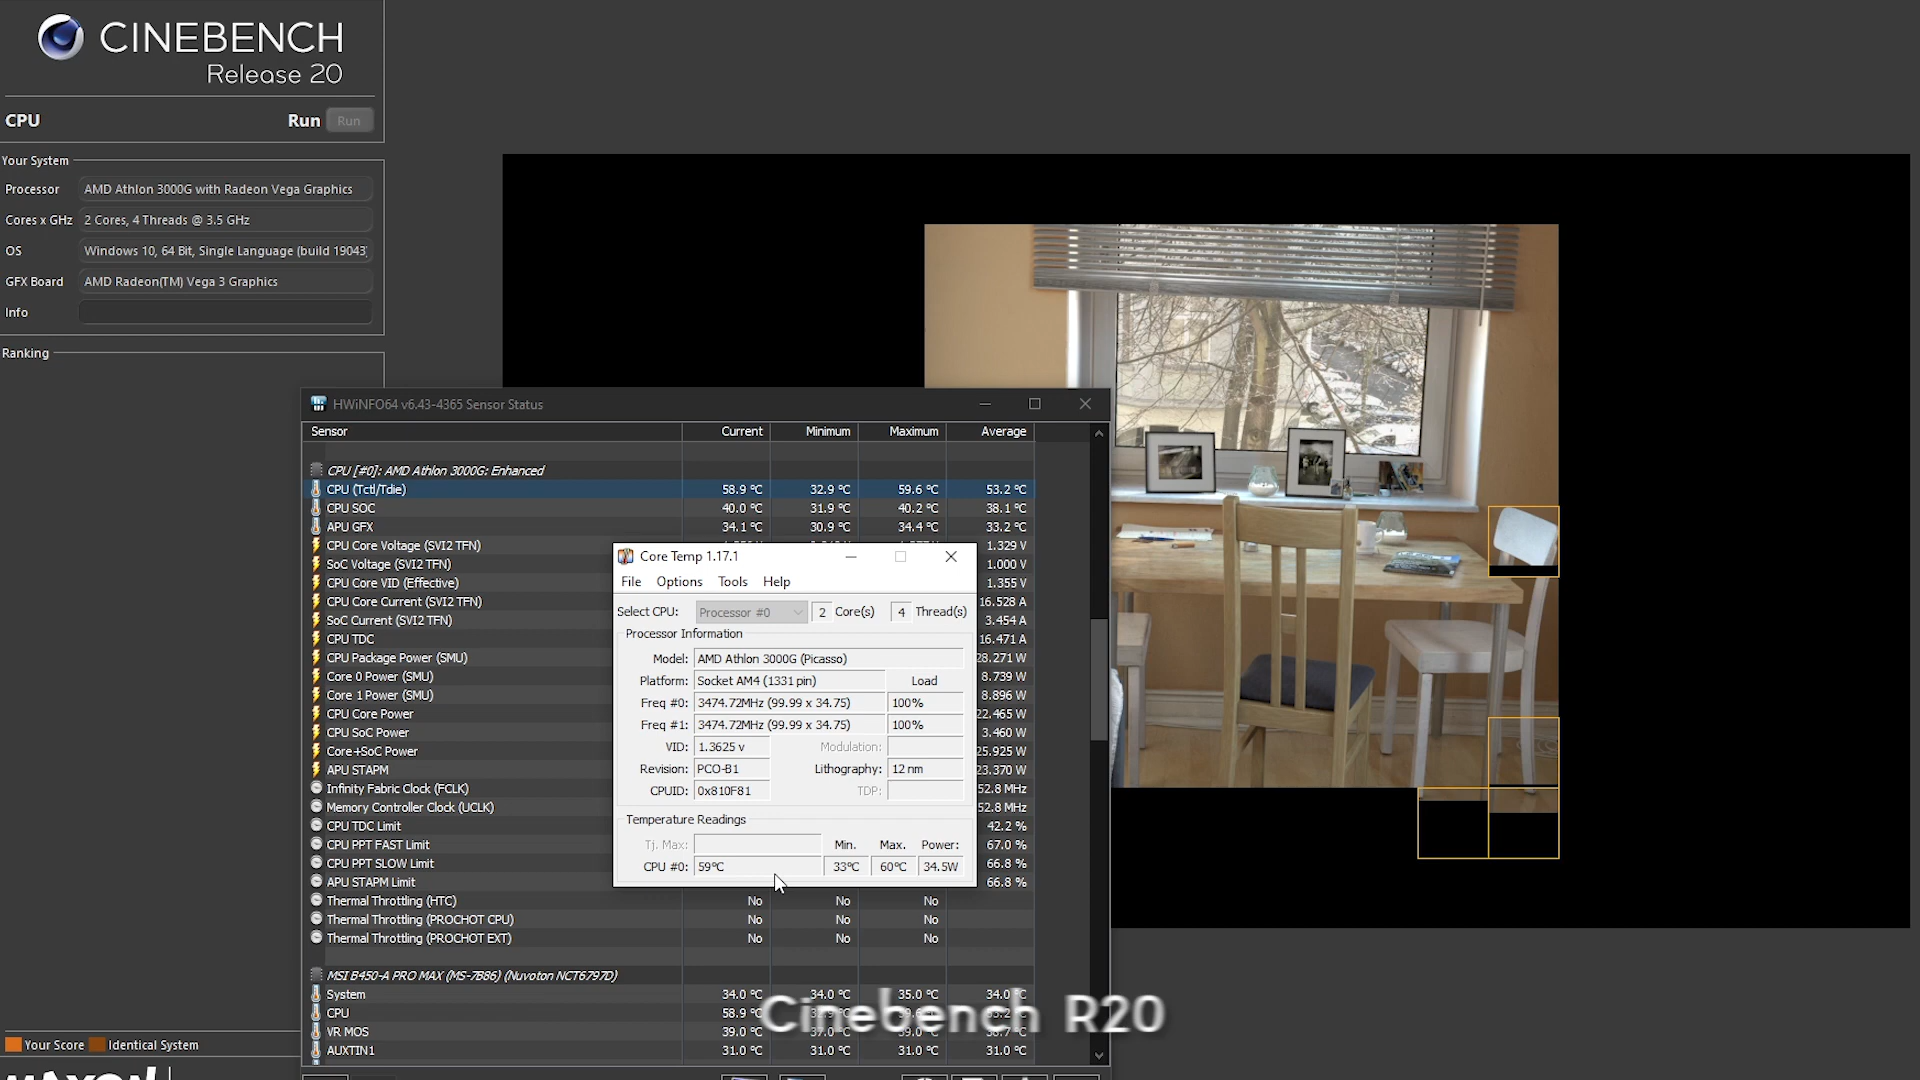 CINEBENCH
Release 20
CPU Run Run
Your System
Processor AMD Athlon 3000G with Radeon Vega Graphics
Cores x GHz 2 Cores, 4 Threads @ 3.5 GHz
OS Windows 10, 64 Bit, Single Language (build 19043)
GFX Board AMD Radeon(TM) Vega 3 Graphics
Info
Ranking
HWiNFO64 v6.43-4365 Sensor Status
Sensor Current Minimum Maximum Average
CPU [#0]: AMD Athlon 3000G: Enhanced
CPU (Tctl/Tdie) 58.9 °C 32.9 °C 59.6 °C 53.2 °C
CPU SOC 40.0 °C 31.9 °C 40.2 °C 38.1 °C
APU GFX 34.1 °C 30.9 °C 34.4 °C 33.2 °C
CPU Core Voltage (SVI2 TFN) 1.329 V
SoC Voltage (SVI2 TFN) 1.000 V
CPU Core VID (Effective) 1.355 V
CPU Core Current (SVI2 TFN) 16.528 A
SoC Current (SVI2 TFN) 3.454 A
CPU TDC 16.471 A
CPU Package Power (SMU) 28.271 W
Core 0 Power (SMU) 8.739 W
Core 1 Power (SMU) 8.896 W
CPU Core Power 22.465 W
CPU SoC Power 3.460 W
Core+SoC Power 25.925 W
APU STAPM 23.370 W
Infinity Fabric Clock (FCLK) 52.8 MHz
Memory Controller Clock (UCLK) 52.8 MHz
CPU TDC Limit 42.2 %
CPU PPT FAST Limit 67.0 %
CPU PPT SLOW Limit 66.8 %
APU STAPM Limit 66.8 %
Thermal Throttling (HTC) No No No
Thermal Throttling (PROCHOT CPU) No No No
Thermal Throttling (PROCHOT EXT) No No No
MSI B450-A PRO MAX (MS-7B86) (Nuvoton NCT6797D)
System 34.0 °C 34.0 °C 35.0 °C 34.0 °C
CPU 58.9 °C
VR MOS 39.0 °C
AUXTIN1 31.0 °C 31.0 °C 31.0 °C 31.0 °C
Core Temp 1.17.1
File Options Tools Help
Select CPU: Processor #0 2 Core(s) 4 Thread(s)
Processor Information
Model: AMD Athlon 3000G (Picasso)
Platform: Socket AM4 (1331 pin) Load
Freq #0: 3474.72MHz (99.99 x 34.75) 100%
Freq #1: 3474.72MHz (99.99 x 34.75) 100%
VID: 1.3625 v Modulation:
Revision: PCO-B1 Lithography: 12 nm
CPUID: 0x810F81 TDP:
Temperature Readings
Tj. Max: Min. Max. Power:
CPU #0: 59°C 33°C 60°C 34.5W
Cinebench R20
Your Score Identical System
MAXON